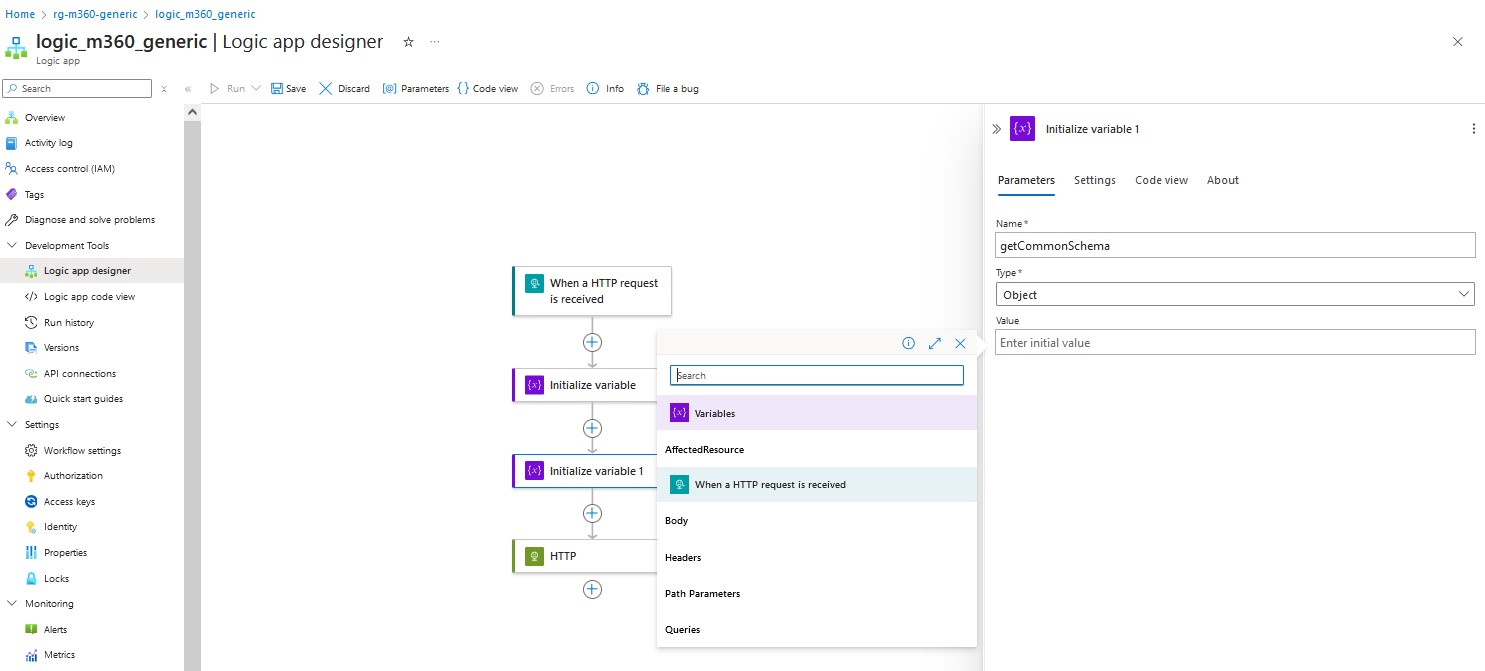 Home > rg-m360-generic > logic_m360_generic
logic_m360_generic | Logic app designer
Logic app
Search
Run
Save
Discard
Parameters
Code view
Errors
Info
File a bug
Overview
Activity log
Access control (IAM)
Tags
Diagnose and solve problems
Development Tools
Logic app designer
Logic app code view
Run history
Versions
API connections
Quick start guides
Settings
Workflow settings
Authorization
Access keys
Identity
Properties
Locks
Monitoring
Alerts
Metrics
When a HTTP request
is received
{x} Initialize variable
{x} Initialize variable 1
HTTP
Search
{x} Variables
AffectedResource
When a HTTP request is received
Body
Headers
Path Parameters
Queries
{x} Initialize variable 1
Parameters
Settings
Code view
About
Name*
getCommonSchema
Type*
Object
Value
Enter initial value